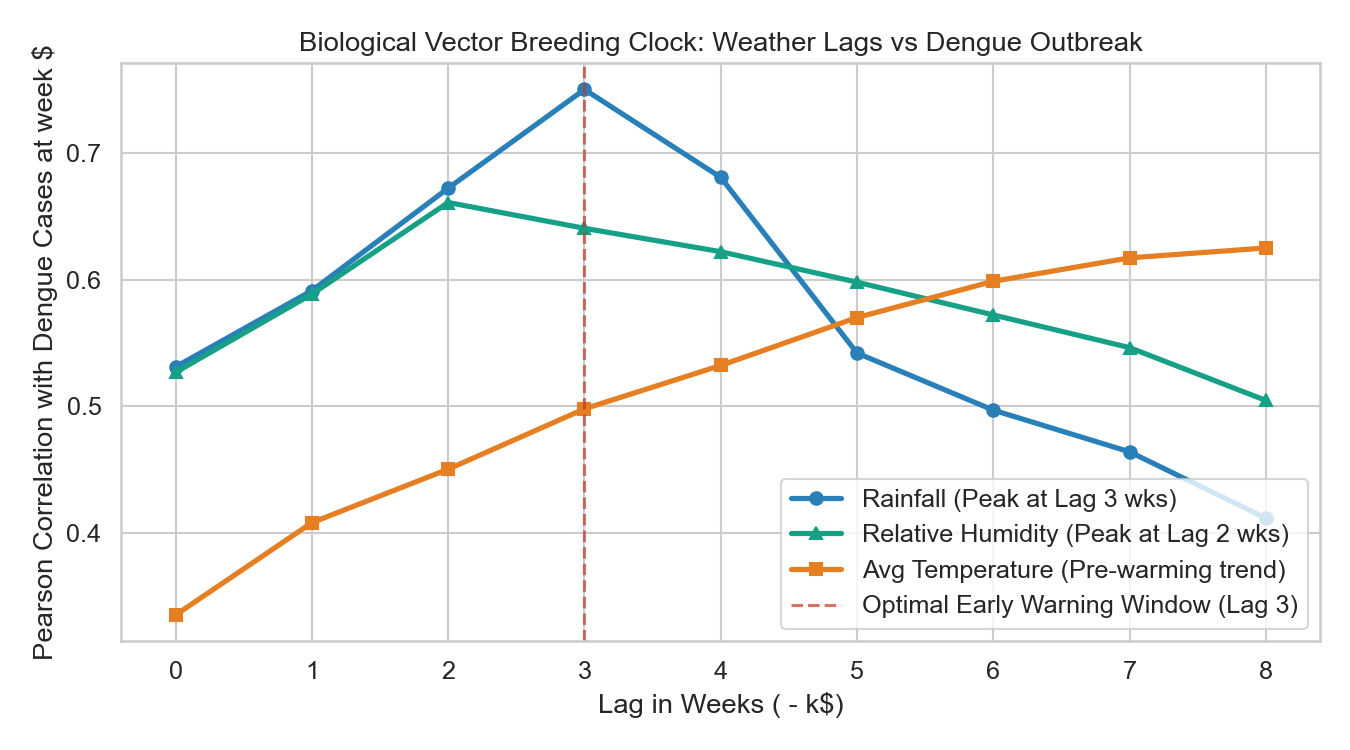 Biological Vector Breeding Clock: Weather Lags vs Dengue Outbreak
Pearson Correlation with Dengue Cases at week $
0.7
0.6
0.5
0.4
Rainfall (Peak at Lag 3 wks)
Relative Humidity (Peak at Lag 2 wks)
Avg Temperature (Pre-warming trend)
Optimal Early Warning Window (Lag 3)
0 1 2 3 4 5 6 7 8
Lag in Weeks ( - k$)